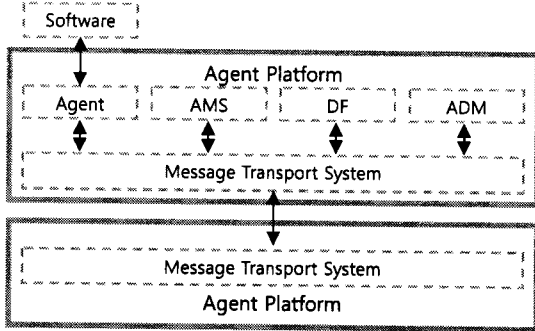 Software
Agent Platform
Agent AMS DF ADM
Message Transport System
Message Transport System
Agent Platform